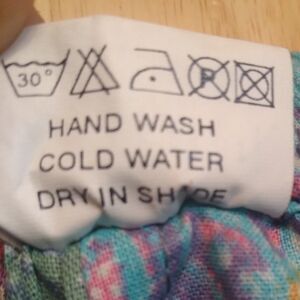 30°
P
HAND WASH
COLD WATER
DRY IN SHADE